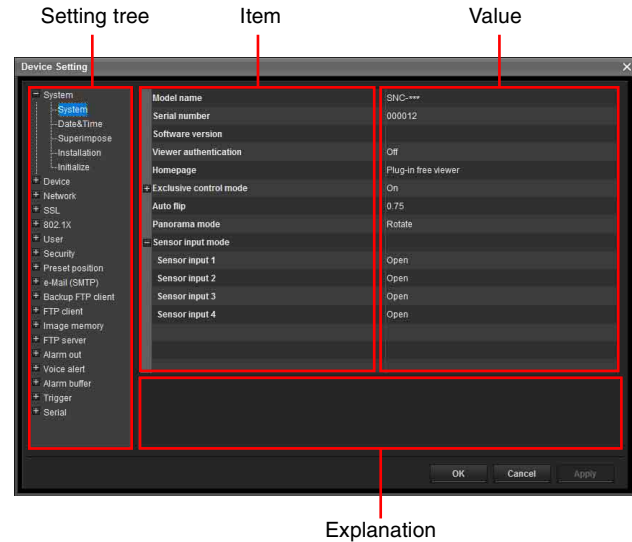 Setting tree Item Value
Device Setting
System
System
Date&Time
Superimpose
Installation
Initialize
Device
Network
SSL
802.1X
User
Security
Preset position
e-Mail (SMTP)
Backup FTP client
FTP client
Image memory
FTP server
Alarm out
Voice alert
Alarm buffer
Trigger
Serial
Model name SNC-***
Serial number 000012
Software version
Viewer authentication Off
Homepage Plug-in free viewer
Exclusive control mode On
Auto flip 0.75
Panorama mode Rotate
Sensor input mode
Sensor input 1 Open
Sensor input 2 Open
Sensor input 3 Open
Sensor input 4 Open
OK Cancel Apply
Explanation